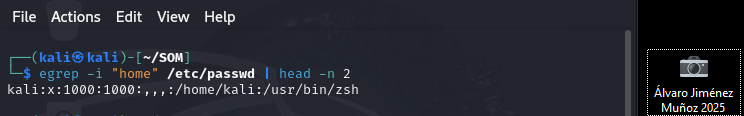 File Actions Edit View Help
┌──(kali㉿kali)-[~/SOM]
└─$ egrep -i "home" /etc/passwd | head -n 2
kali:x:1000:1000:,,,:/home/kali:/usr/bin/zsh
Álvaro Jiménez
Muñoz 2025